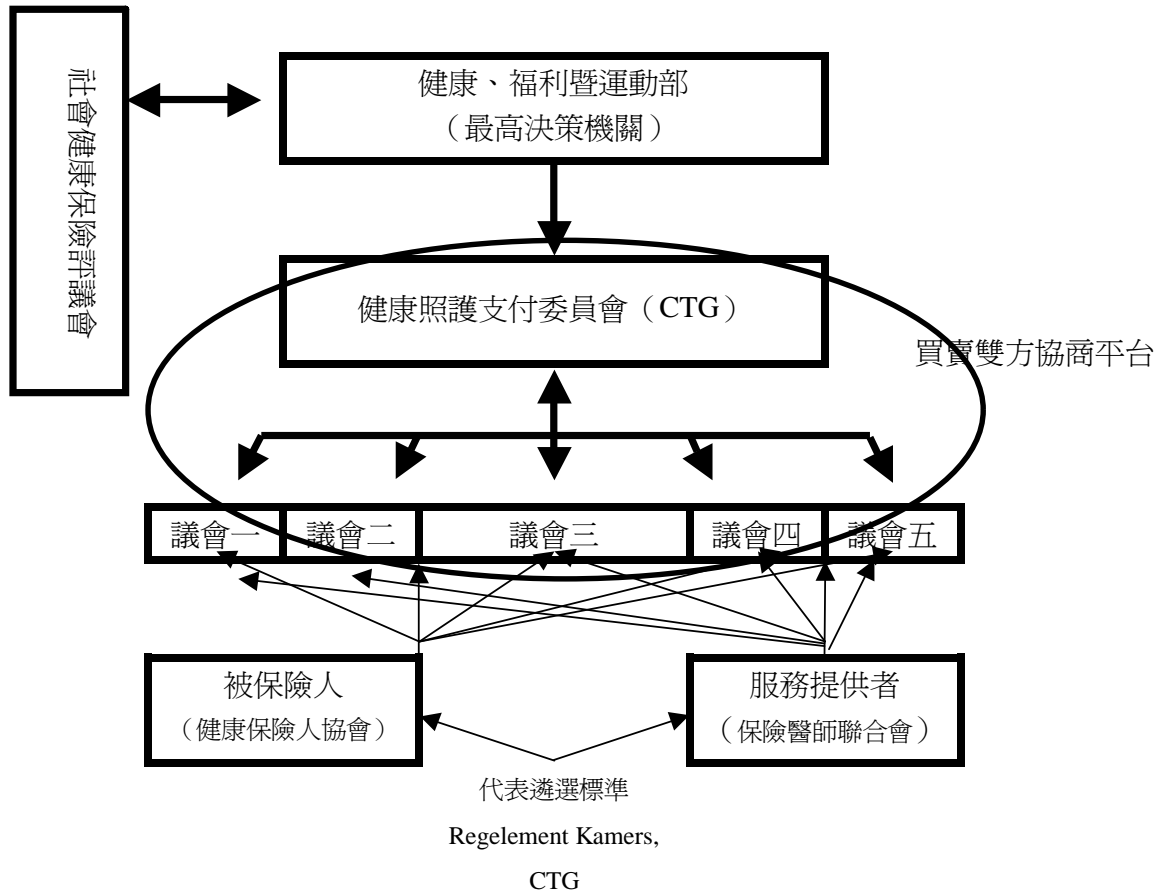 社會健康保險評議會
健康、福利暨運動部
（最高決策機關）
健康照護支付委員會（CTG）
買賣雙方協商平台
議會一
議會二
議會三
議會四
議會五
被保險人
（健康保險人協會）
服務提供者
（保險醫師聯合會）
代表遴選標準
Regelement Kamers,
CTG